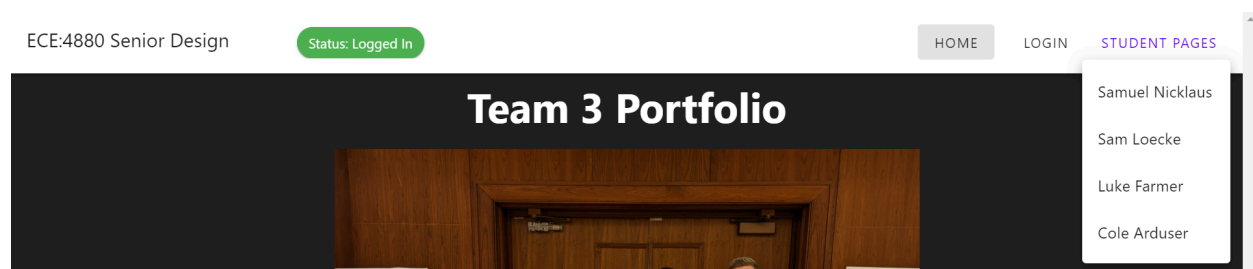 ECE:4880 Senior Design
Status: Logged In
HOME
LOGIN
STUDENT PAGES
Samuel Nicklaus
Sam Loecke
Luke Farmer
Cole Arduser
Team 3 Portfolio